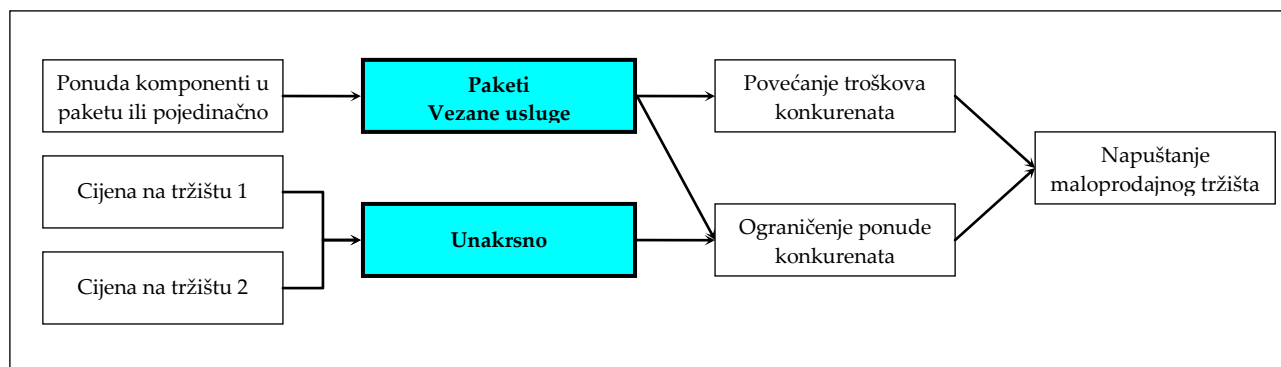 Ponuda komponenti u
paketu ili pojedinačno
Paketi
Vezane usluge
Povećanje troškova
konkurenata
Napuštanje
maloprodajnog tržišta
Cijena na tržištu 1
Unakrsno
Ograničenje ponude
konkurenata
Cijena na tržištu 2